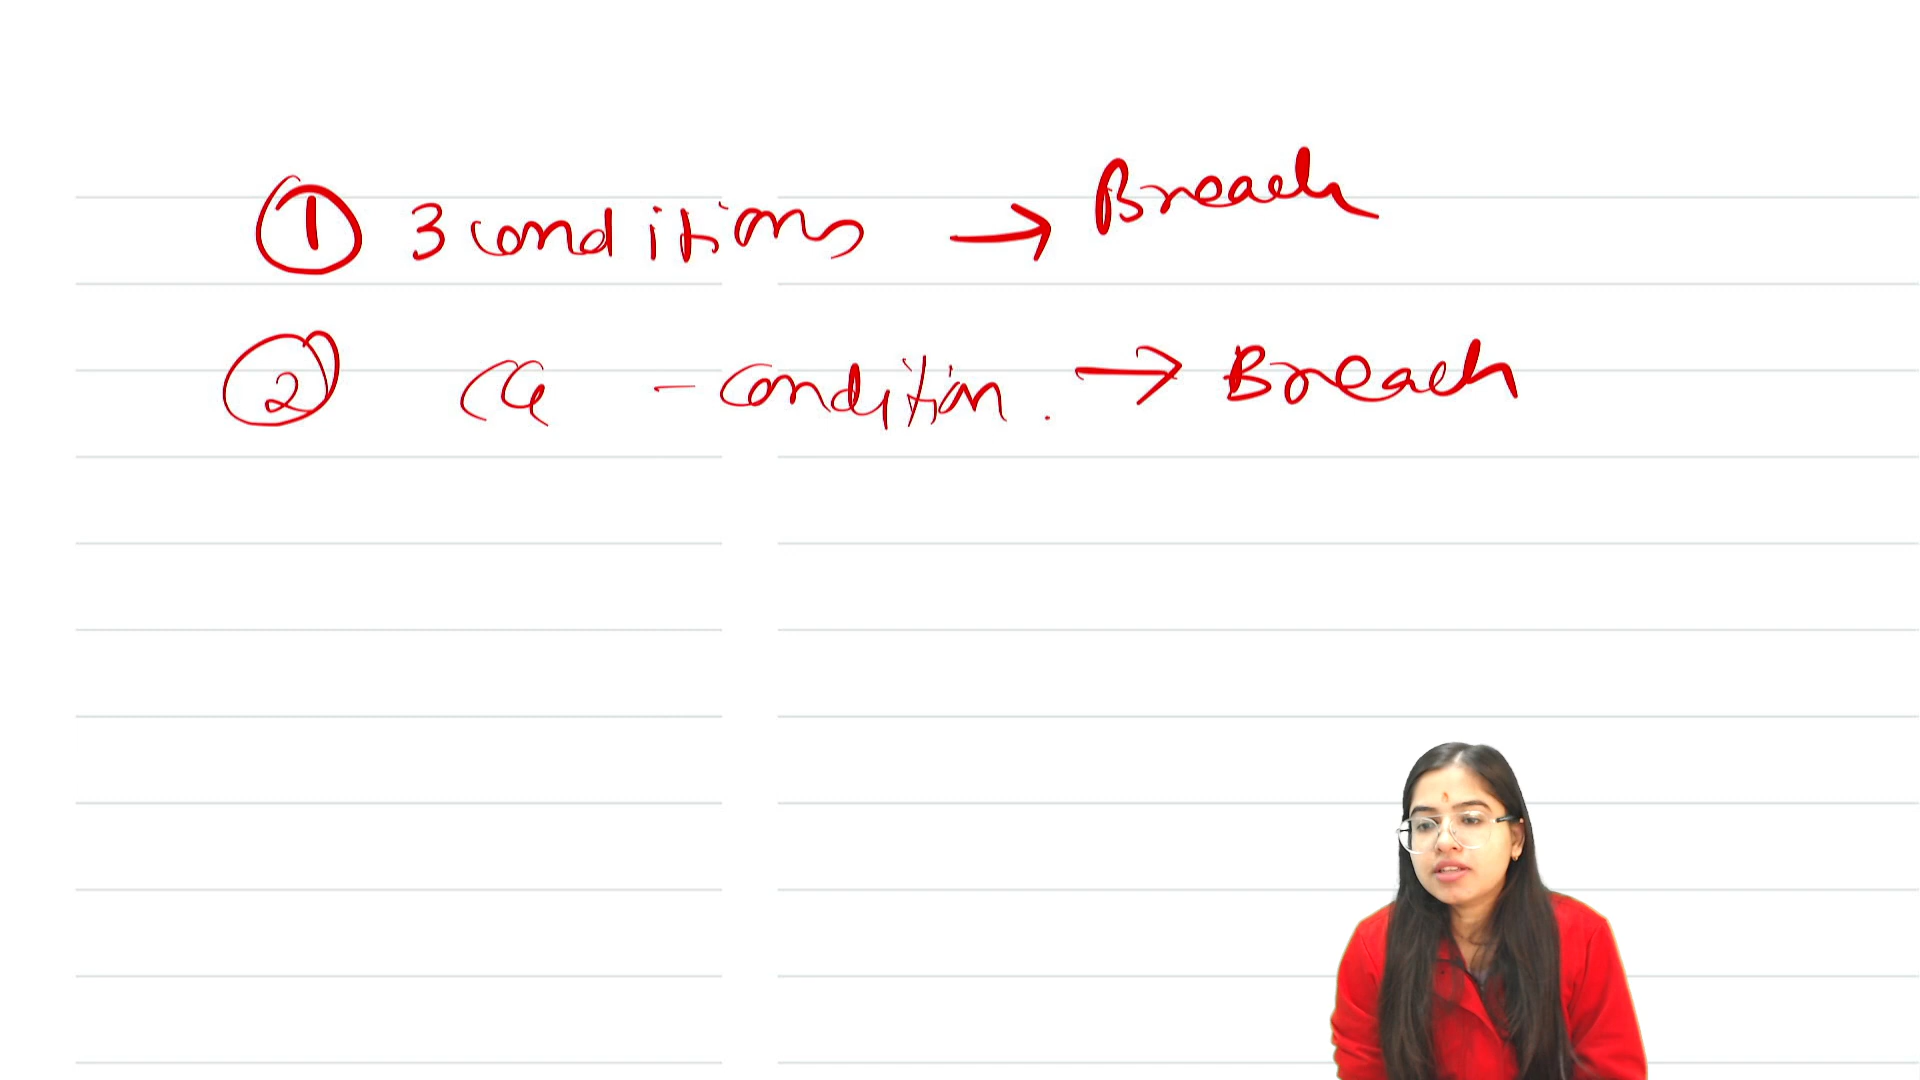 ① 3 conditions → Breach
② CG - condition. → Breach